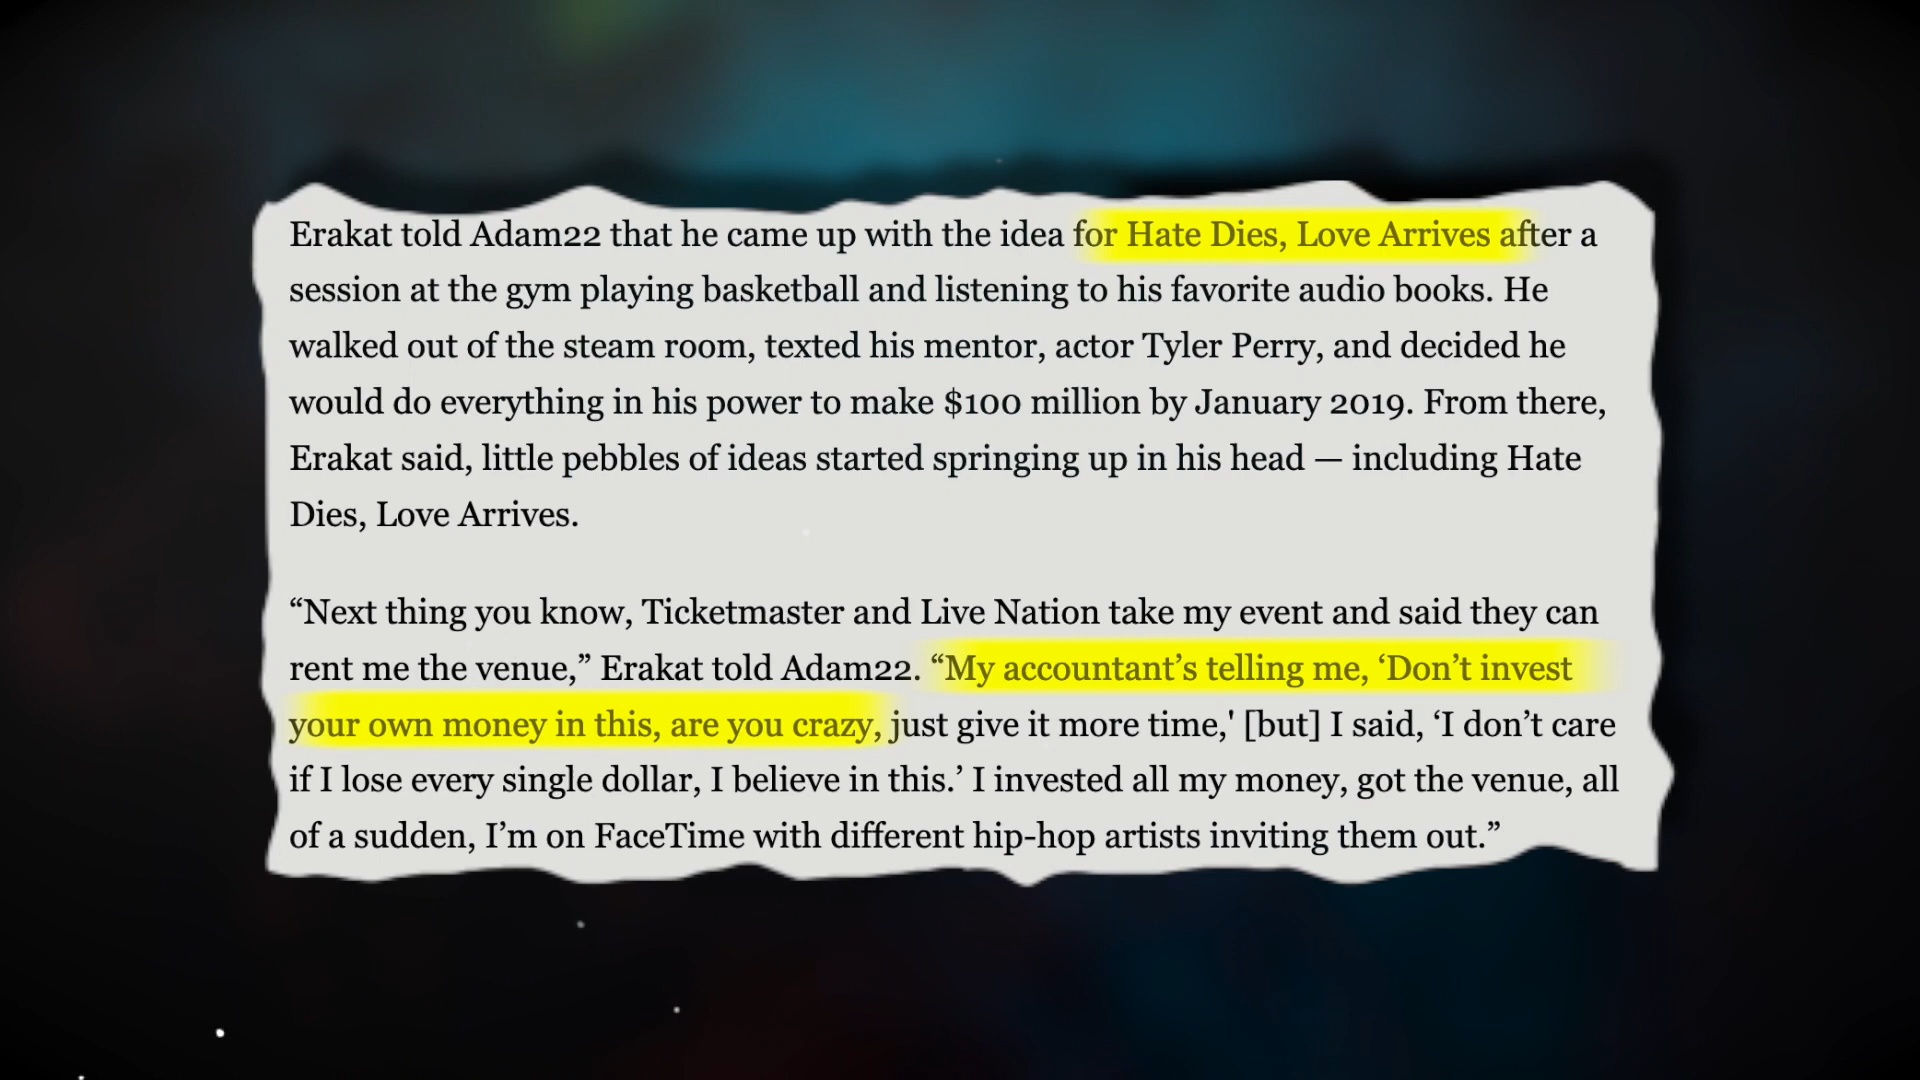 Erakat told Adam22 that he came up with the idea for Hate Dies, Love Arrives after a
session at the gym playing basketball and listening to his favorite audio books. He
walked out of the steam room, texted his mentor, actor Tyler Perry, and decided he
would do everything in his power to make $100 million by January 2019. From there,
Erakat said, little pebbles of ideas started springing up in his head — including Hate
Dies, Love Arrives.
“Next thing you know, Ticketmaster and Live Nation take my event and said they can
rent me the venue,” Erakat told Adam22. “My accountant’s telling me, ‘Don’t invest
your own money in this, are you crazy, just give it more time,' [but] I said, ‘I don’t care
if I lose every single dollar, I believe in this.’ I invested all my money, got the venue, all
of a sudden, I’m on FaceTime with different hip-hop artists inviting them out.”